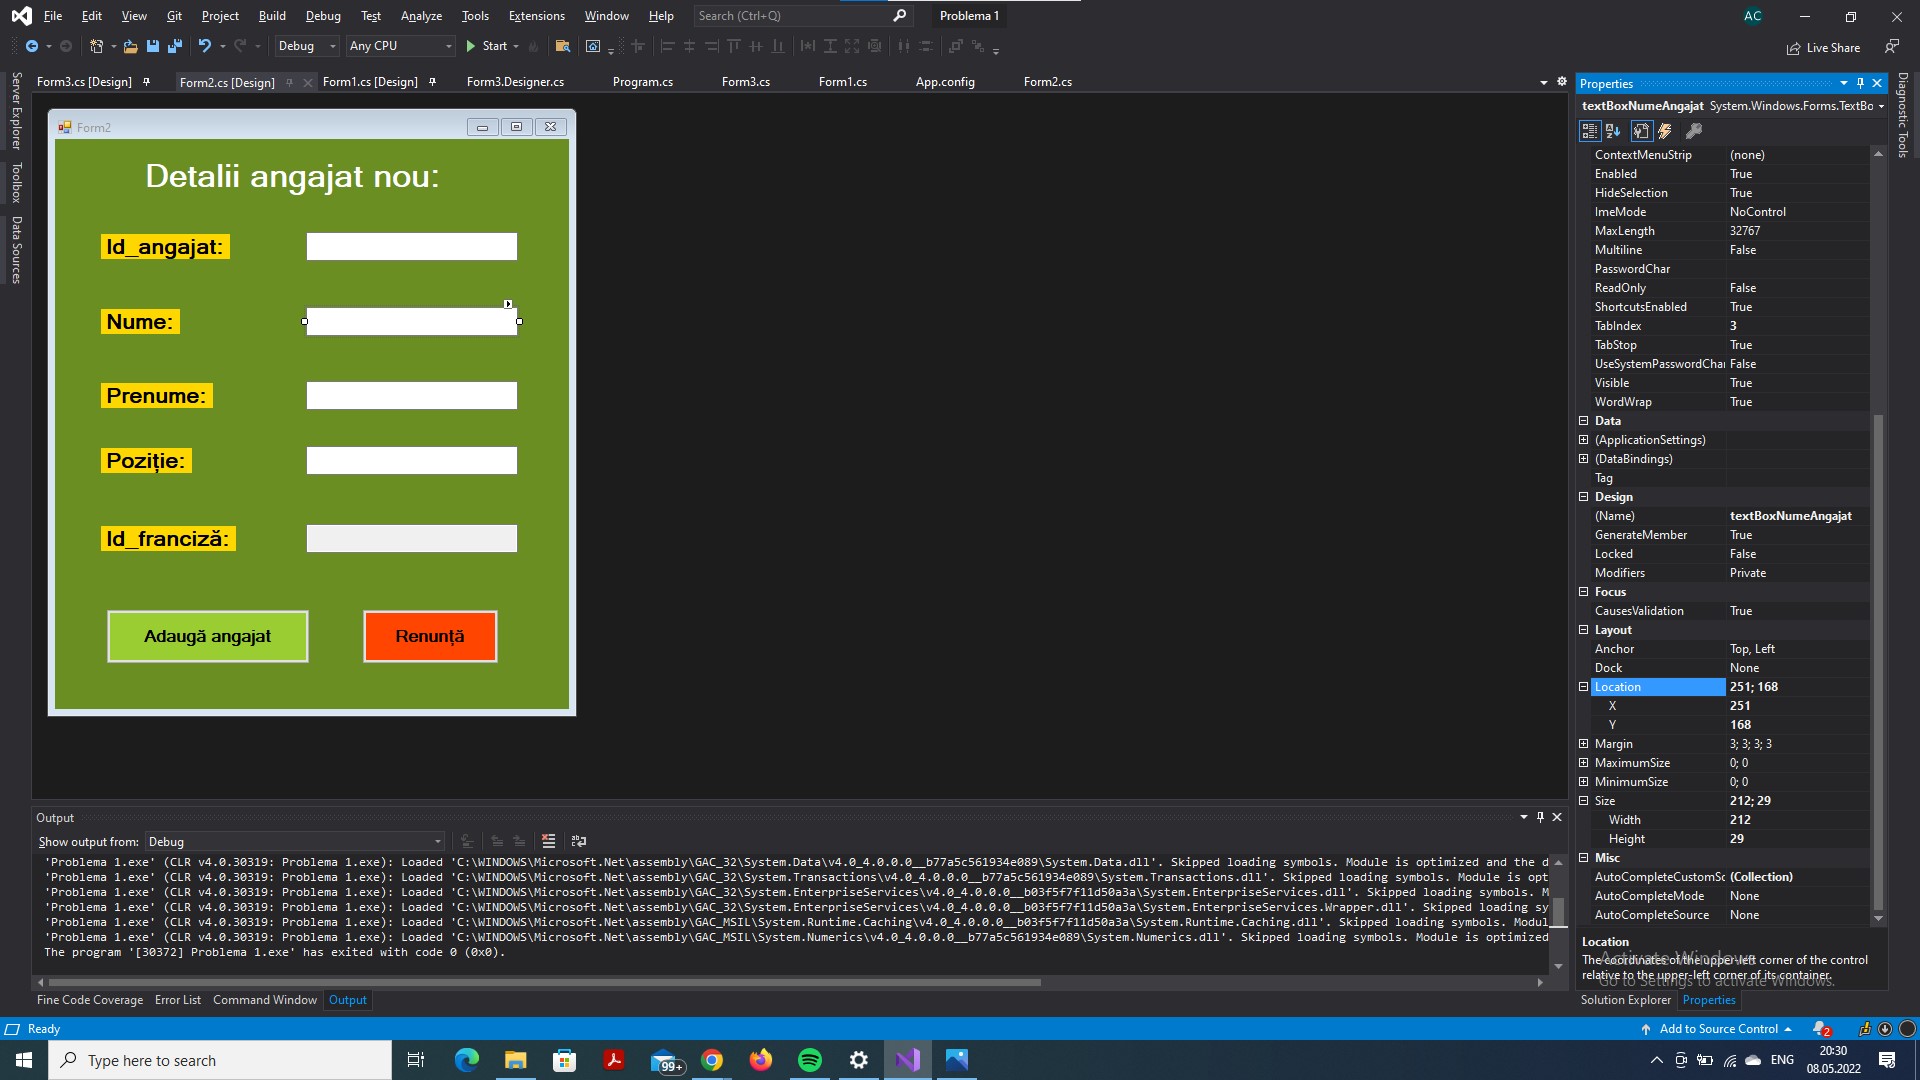 File Edit View Git Project Build Debug Test Analyze Tools Extensions Window Help Search (Ctrl+Q) Problema 1 AC
Debug Any CPU Start Live Share
Server Explorer
Toolbox
Data Sources
Form3.cs [Design] Form2.cs [Design] Form1.cs [Design] Form3.Designer.cs Program.cs Form3.cs Form1.cs App.config Form2.cs
Form2
Detalii angajat nou:
Id_angajat:
Nume:
Prenume:
Poziție:
Id_franciză:
Adaugă angajat Renunță
Properties
textBoxNumeAngajat System.Windows.Forms.TextBo
ContextMenuStrip (none)
Enabled True
HideSelection True
ImeMode NoControl
MaxLength 32767
Multiline False
PasswordChar
ReadOnly False
ShortcutsEnabled True
TabIndex 3
TabStop True
UseSystemPasswordChar False
Visible True
WordWrap True
Data
(ApplicationSettings)
(DataBindings)
Tag
Design
(Name) textBoxNumeAngajat
GenerateMember True
Locked False
Modifiers Private
Focus
CausesValidation True
Layout
Anchor Top, Left
Dock None
Location 251; 168
X 251
Y 168
Margin 3; 3; 3; 3
MaximumSize 0; 0
MinimumSize 0; 0
Size 212; 29
Width 212
Height 29
Misc
AutoCompleteCustomSc (Collection)
AutoCompleteMode None
AutoCompleteSource None
Location
The coordinates of the upper-left corner of the control
relative to the upper-left corner of its container.
Activate Windows
Go to Settings to activate Windows.
Solution Explorer Properties
Diagnostic Tools
Output
Show output from: Debug
'Problema 1.exe' (CLR v4.0.30319: Problema 1.exe): Loaded 'C:\WINDOWS\Microsoft.Net\assembly\GAC_32\System.Data\v4.0_4.0.0.0__b77a5c561934e089\System.Data.dll'. Skipped loading symbols. Module is optimized and the d
'Problema 1.exe' (CLR v4.0.30319: Problema 1.exe): Loaded 'C:\WINDOWS\Microsoft.Net\assembly\GAC_32\System.Transactions\v4.0_4.0.0.0__b77a5c561934e089\System.Transactions.dll'. Skipped loading symbols. Module is opt
'Problema 1.exe' (CLR v4.0.30319: Problema 1.exe): Loaded 'C:\WINDOWS\Microsoft.Net\assembly\GAC_32\System.EnterpriseServices\v4.0_4.0.0.0__b03f5f7f11d50a3a\System.EnterpriseServices.dll'. Skipped loading symbols. M
'Problema 1.exe' (CLR v4.0.30319: Problema 1.exe): Loaded 'C:\WINDOWS\Microsoft.Net\assembly\GAC_32\System.EnterpriseServices\v4.0_4.0.0.0__b03f5f7f11d50a3a\System.EnterpriseServices.Wrapper.dll'. Skipped loading sy
'Problema 1.exe' (CLR v4.0.30319: Problema 1.exe): Loaded 'C:\WINDOWS\Microsoft.Net\assembly\GAC_MSIL\System.Runtime.Caching\v4.0_4.0.0.0__b03f5f7f11d50a3a\System.Runtime.Caching.dll'. Skipped loading symbols. Modul
'Problema 1.exe' (CLR v4.0.30319: Problema 1.exe): Loaded 'C:\WINDOWS\Microsoft.Net\assembly\GAC_MSIL\System.Numerics\v4.0_4.0.0.0__b77a5c561934e089\System.Numerics.dll'. Skipped loading symbols. Module is optimized
The program '[30372] Problema 1.exe' has exited with code 0 (0x0).
Fine Code Coverage Error List Command Window Output
Ready Add to Source Control 2
Type here to search 99+ ENG 20:30
08.05.2022